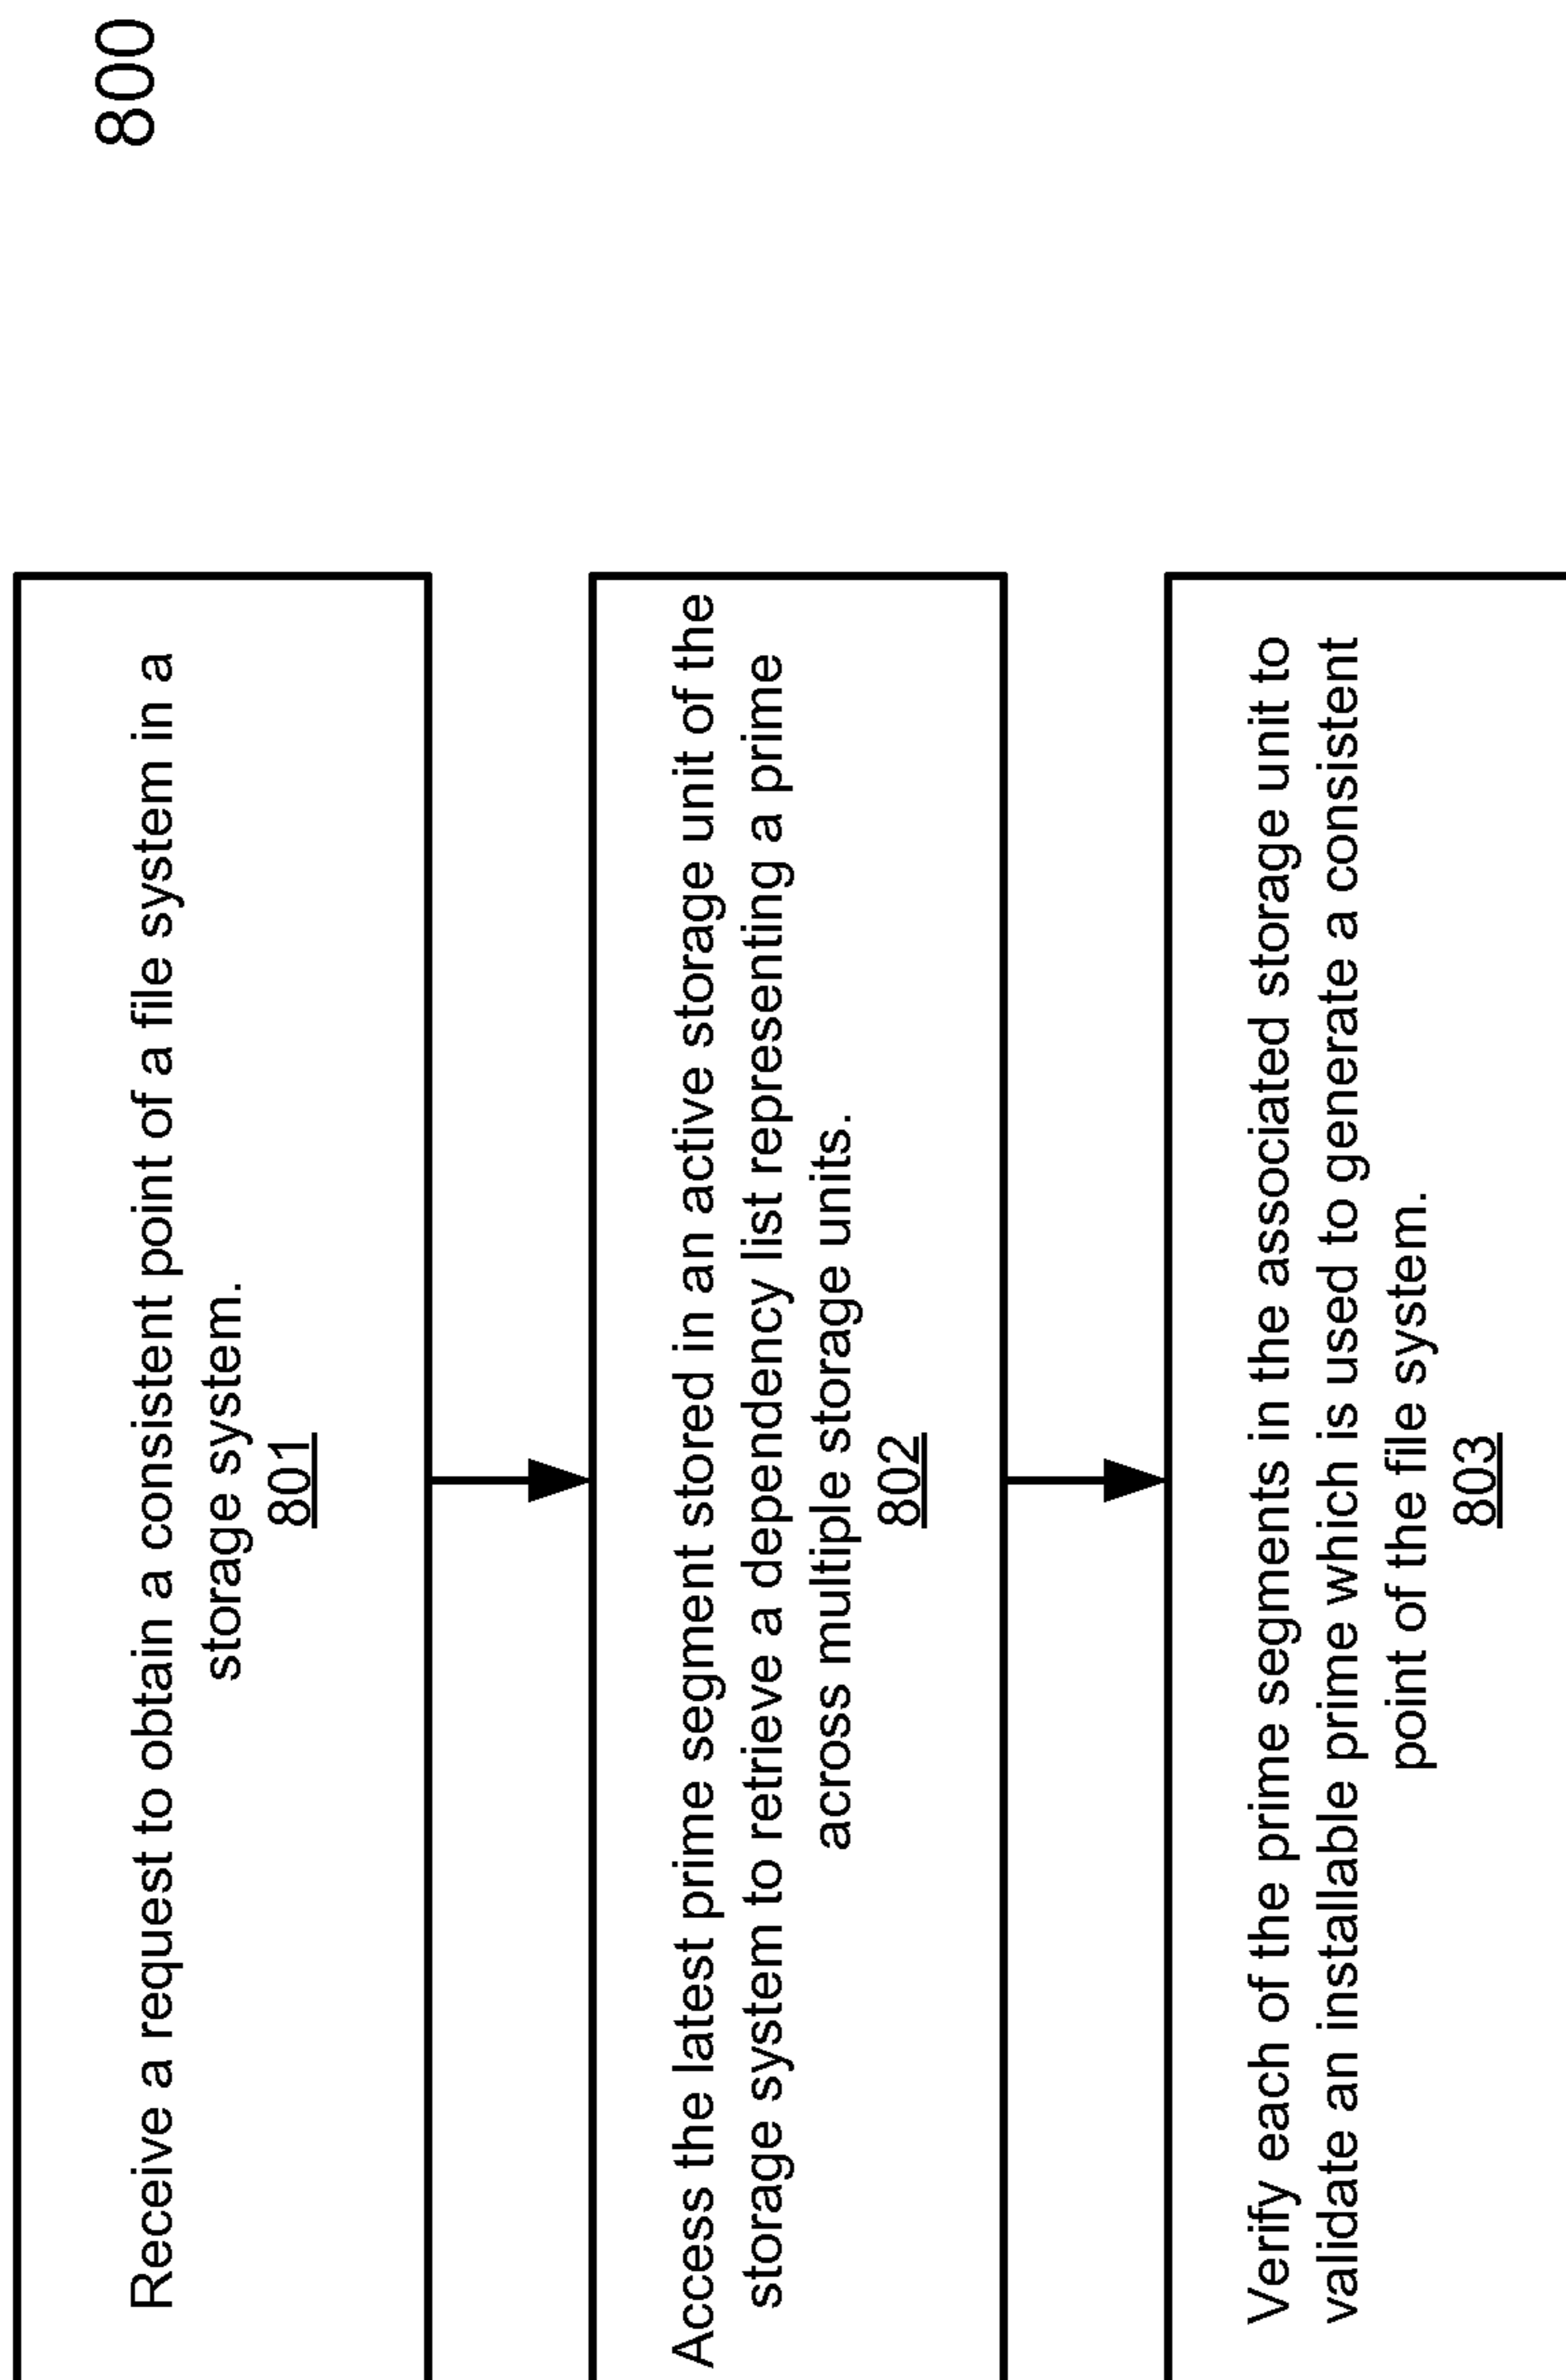 800
Receive a request to obtain a consistent point of a file system in a
storage system.
801
Access the latest prime segment stored in an active storage unit of the
storage system to retrieve a dependency list representing a prime
across multiple storage units.
802
Verify each of the prime segments in the associated storage unit to
validate an installable prime which is used to generate a consistent
point of the file system.
803